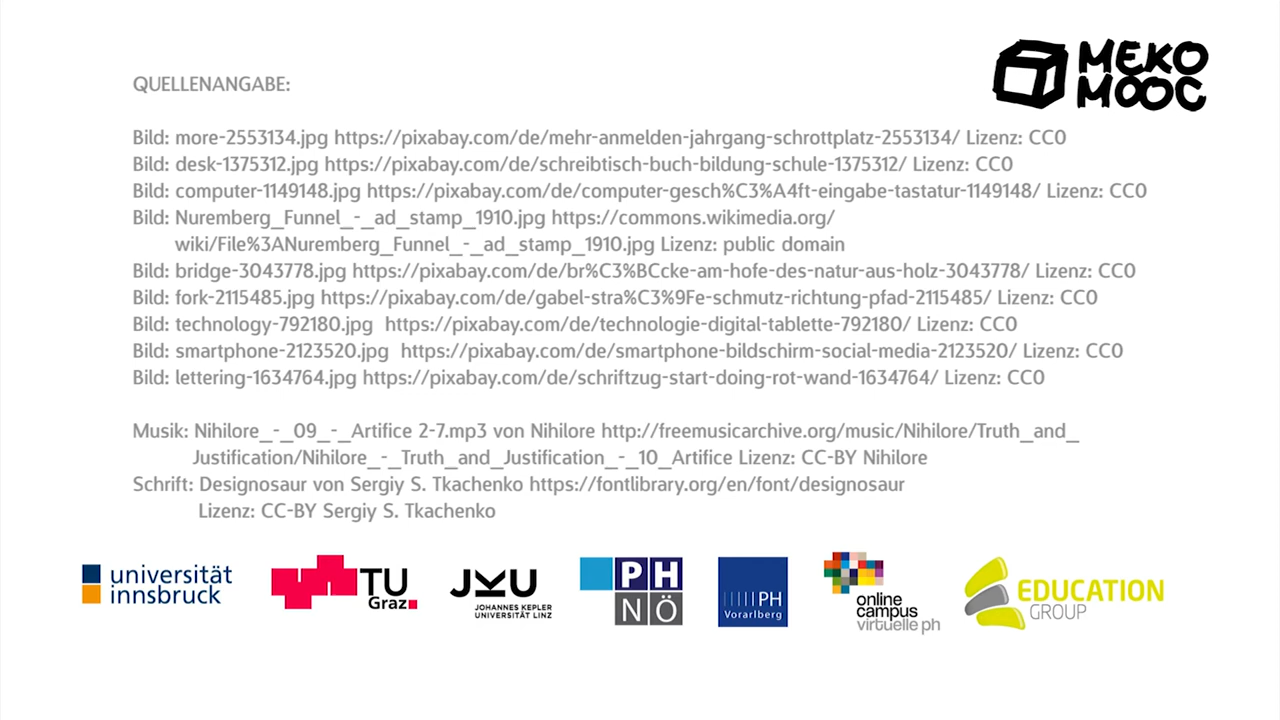 MEKO
MOOC
QUELLENANGABE:
Bild: more-2553134.jpg https://pixabay.com/de/mehr-anmelden-jahrgang-schrottplatz-2553134/ Lizenz: CC0
Bild: desk-1375312.jpg https://pixabay.com/de/schreibtisch-buch-bildung-schule-1375312/ Lizenz: CC0
Bild: computer-1149148.jpg https://pixabay.com/de/computer-gesch%C3%A4ft-eingabe-tastatur-1149148/ Lizenz: CC0
Bild: Nuremberg_Funnel_-_ad_stamp_1910.jpg https://commons.wikimedia.org/
wiki/File%3ANuremberg_Funnel_-_ad_stamp_1910.jpg Lizenz: public domain
Bild: bridge-3043778.jpg https://pixabay.com/de/br%C3%BCcke-am-hofe-des-natur-aus-holz-3043778/ Lizenz: CC0
Bild: fork-2115485.jpg https://pixabay.com/de/gabel-stra%C3%9Fe-schmutz-richtung-pfad-2115485/ Lizenz: CC0
Bild: technology-792180.jpg https://pixabay.com/de/technologie-digital-tablette-792180/ Lizenz: CC0
Bild: smartphone-2123520.jpg https://pixabay.com/de/smartphone-bildschirm-social-media-2123520/ Lizenz: CC0
Bild: lettering-1634764.jpg https://pixabay.com/de/schriftzug-start-doing-rot-wand-1634764/ Lizenz: CC0
Musik: Nihilore_-_09_-_Artifice 2-7.mp3 von Nihilore http://freemusicarchive.org/music/Nihilore/Truth_and_
Justification/Nihilore_-_Truth_and_Justification_-_10_Artifice Lizenz: CC-BY Nihilore
Schrift: Designosaur von Sergiy S. Tkachenko https://fontlibrary.org/en/font/designosaur
Lizenz: CC-BY Sergiy S. Tkachenko
universität
innsbruck
TU
Graz
JKU
JOHANNES KEPLER
UNIVERSITÄT LINZ
PH
NÖ
PH
Vorarlberg
online
campus
virtuelle ph
EDUCATION
GROUP